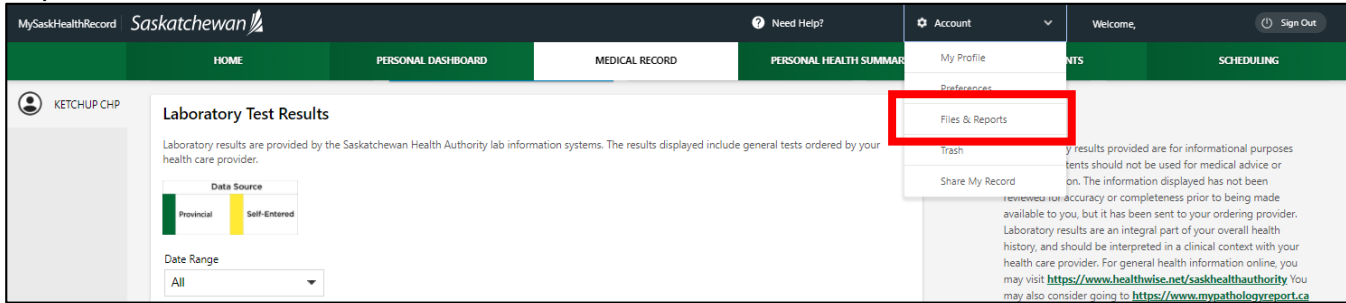 MySaskHealthRecord Saskatchewan Need Help? Account Welcome, Sign Out
HOME PERSONAL DASHBOARD MEDICAL RECORD PERSONAL HEALTH SUMMAR NTS SCHEDULING
My Profile
Preferences
Files & Reports
Trash
Share My Record
KETCHUP CHP
Laboratory Test Results
Laboratory results are provided by the Saskatchewan Health Authority lab information systems. The results displayed include general tests ordered by your
health care provider.
Data Source
Provincial Self-Entered
Date Range
All
y results provided are for informational purposes
tents should not be used for medical advice or
on. The information displayed has not been
reviewed for accuracy or completeness prior to being made
available to you, but it has been sent to your ordering provider.
Laboratory results are an integral part of your overall health
history, and should be interpreted in a clinical context with your
health care provider. For general health information online, you
may visit https://www.healthwise.net/saskhealthauthority You
may also consider going to https://www.mypathologyreport.ca